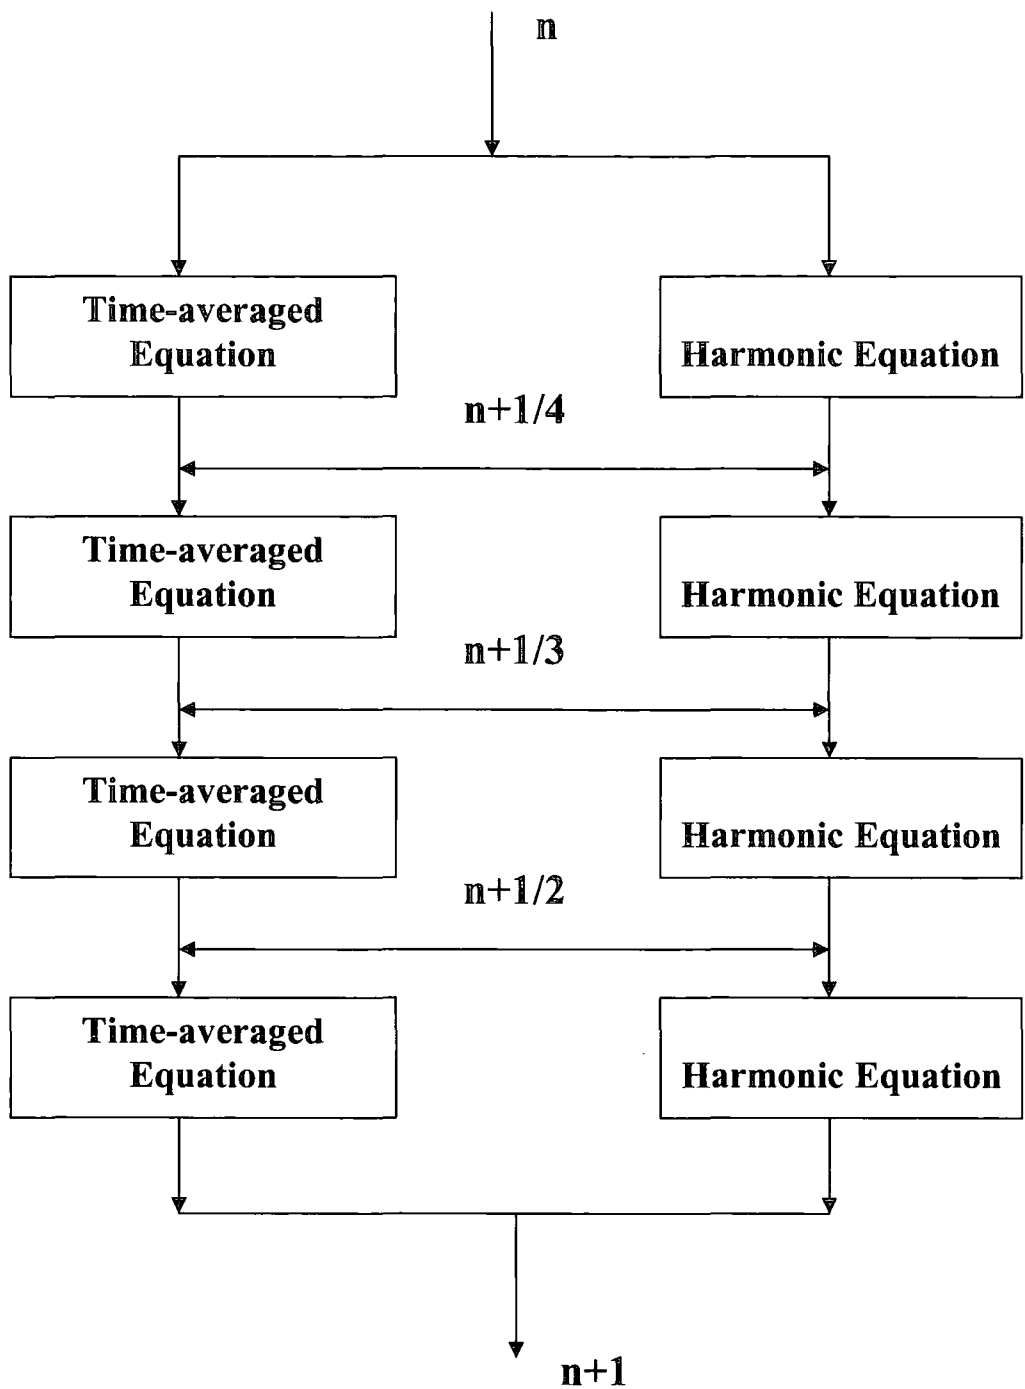 n
Time-averaged
Equation
Harmonic Equation
n+1/4
Time-averaged
Equation
Harmonic Equation
n+1/3
Time-averaged
Equation
Harmonic Equation
n+1/2
Time-averaged
Equation
Harmonic Equation
n+1